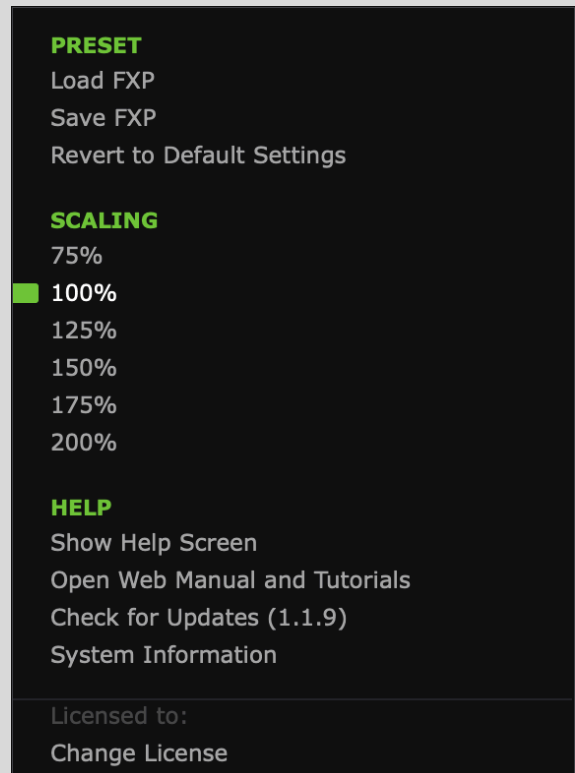 PRESET
Load FXP
Save FXP
Revert to Default Settings
SCALING
75%
100%
125%
150%
175%
200%
HELP
Show Help Screen
Open Web Manual and Tutorials
Check for Updates (1.1.9)
System Information
Licensed to:
Change License